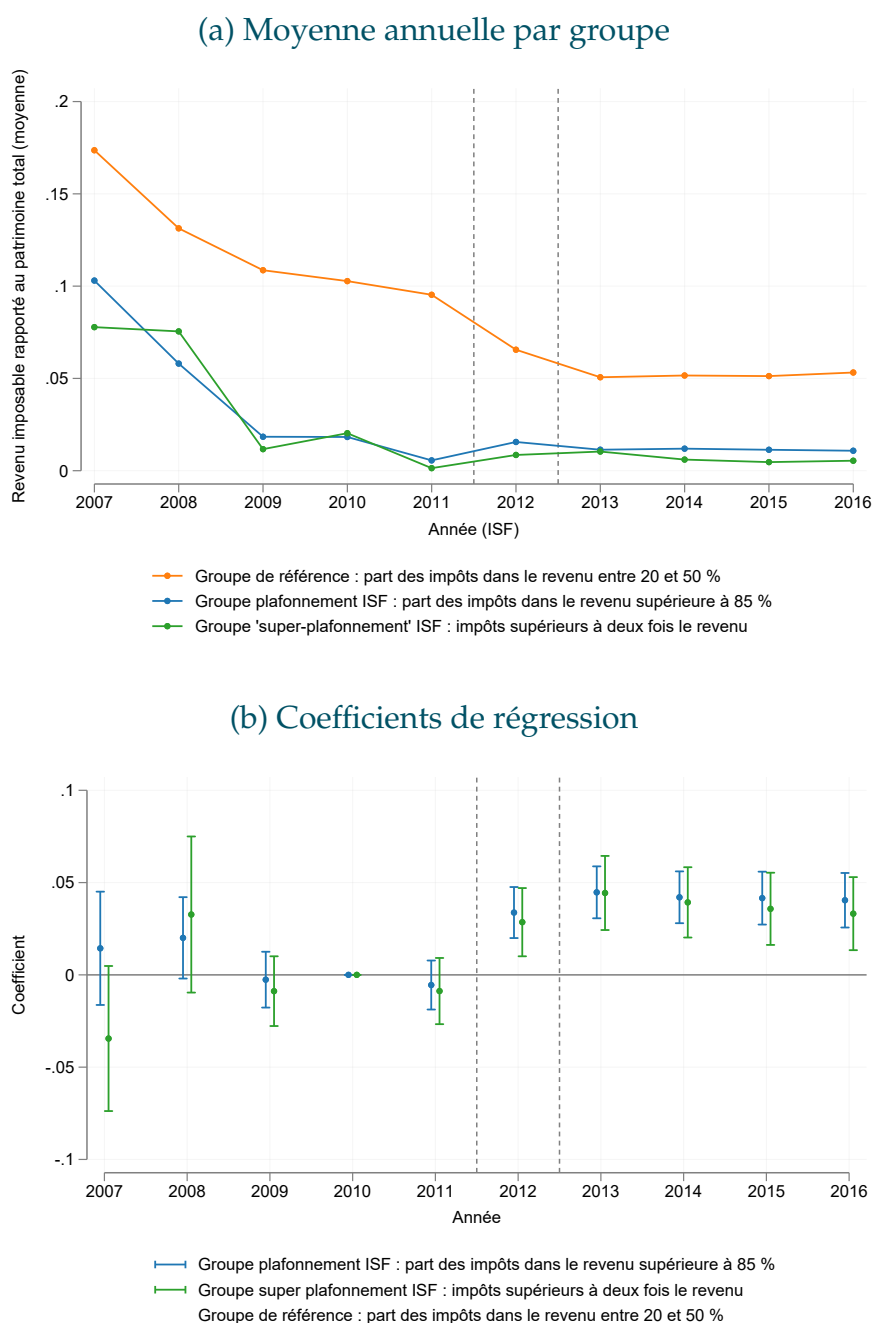 (a) Moyenne annuelle par groupe
Revenu imposable rapporté au patrimoine total (moyenne)
.2
.15
.1
.05
0
2007 2008 2009 2010 2011 2012 2013 2014 2015 2016
Année (ISF)
Groupe de référence : part des impôts dans le revenu entre 20 et 50 %
Groupe plafonnement ISF : part des impôts dans le revenu supérieure à 85 %
Groupe 'super-plafonnement' ISF : impôts supérieurs à deux fois le revenu
(b) Coefficients de régression
Coefficient
.1
.05
0
-.05
-.1
2007 2008 2009 2010 2011 2012 2013 2014 2015 2016
Année
Groupe plafonnement ISF : part des impôts dans le revenu supérieure à 85 %
Groupe super plafonnement ISF : impôts supérieurs à deux fois le revenu
Groupe de référence : part des impôts dans le revenu entre 20 et 50 %